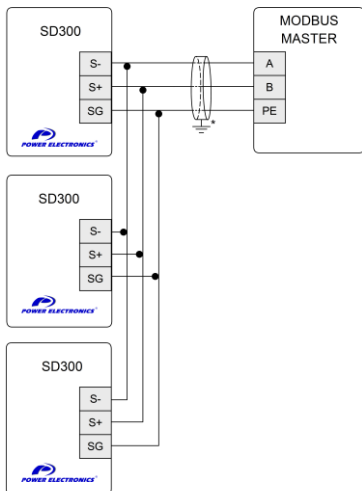 SD300
S-
S+
SG
POWER ELECTRONICS®
MODBUS
MASTER
A
B
PE
*
SD300
S-
S+
SG
POWER ELECTRONICS®
SD300
S-
S+
SG
POWER ELECTRONICS®